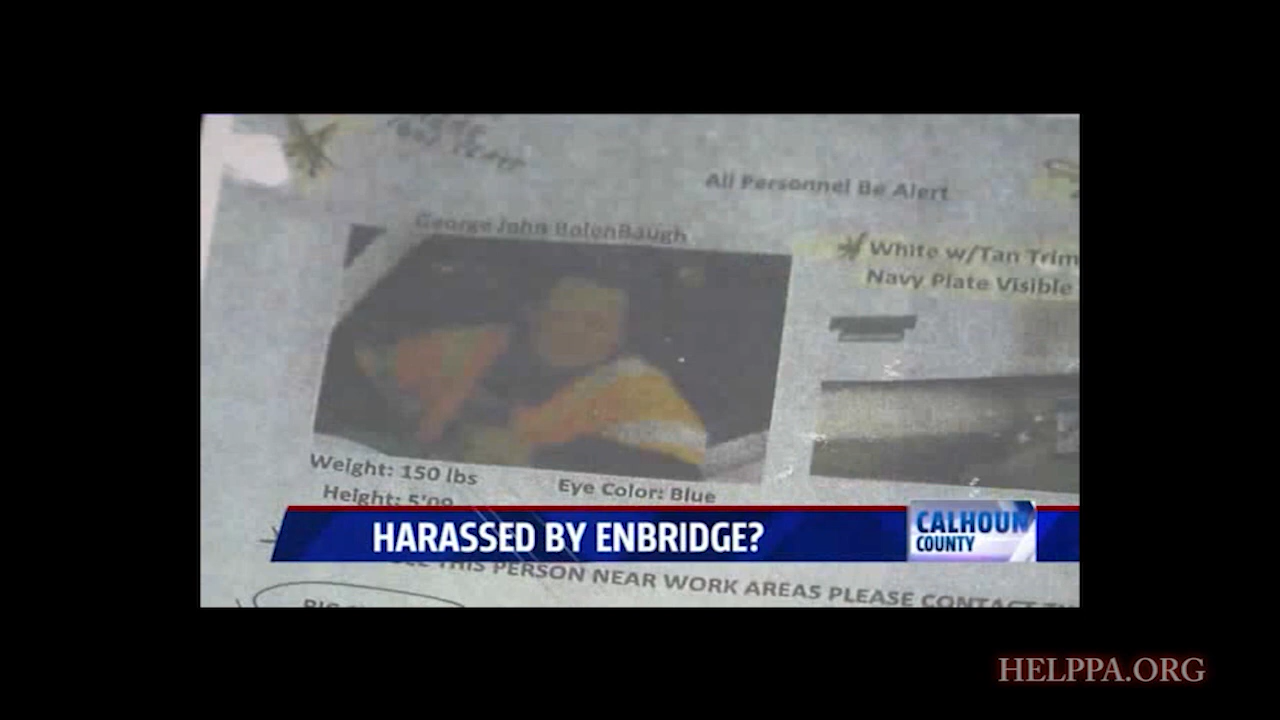 All Personnel Be Alert
George John BolenBaugh
White w/Tan Trim
Navy Plate Visible
Weight: 150 lbs
Eye Color: Blue
Height: 5'09
HARASSED BY ENBRIDGE?
CALHOUN
COUNTY
THIS PERSON NEAR WORK AREAS PLEASE CONTACT
HELPPA.ORG